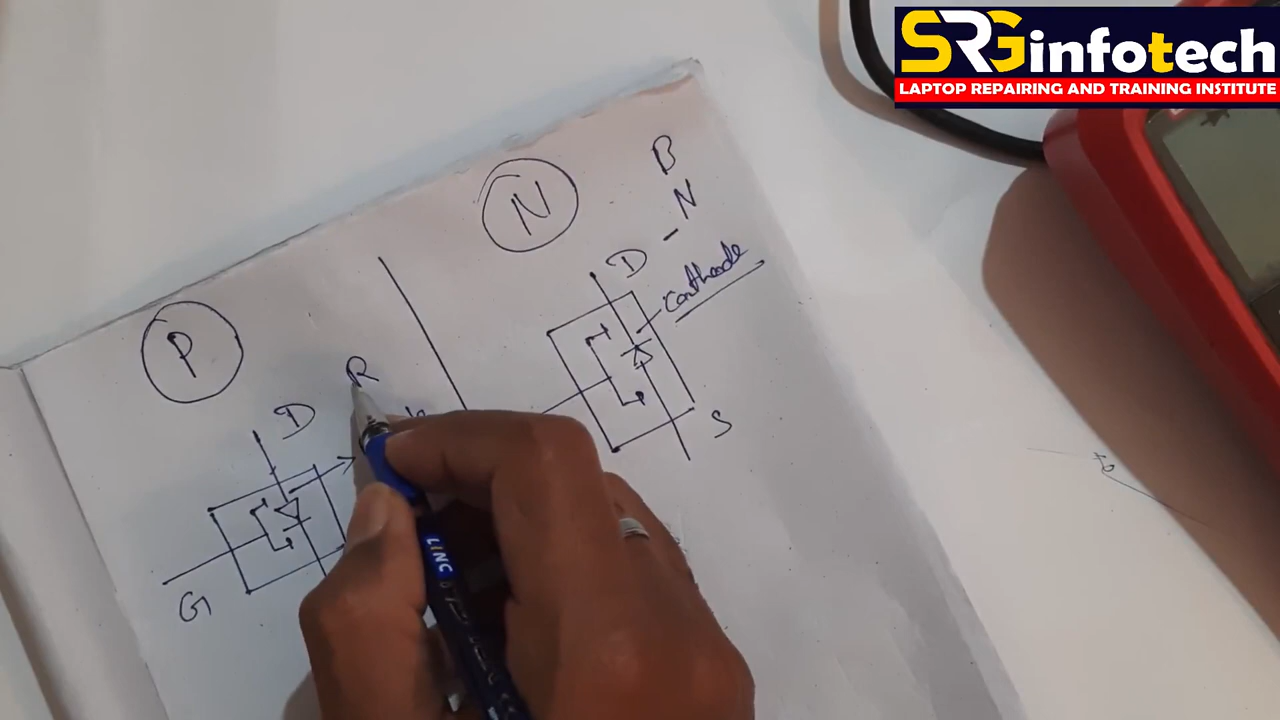 SRGinfotech
LAPTOP REPAIRING AND TRAINING INSTITUTE
B
N
N
-
D
Cathode
P
R
D
S
G
LINC